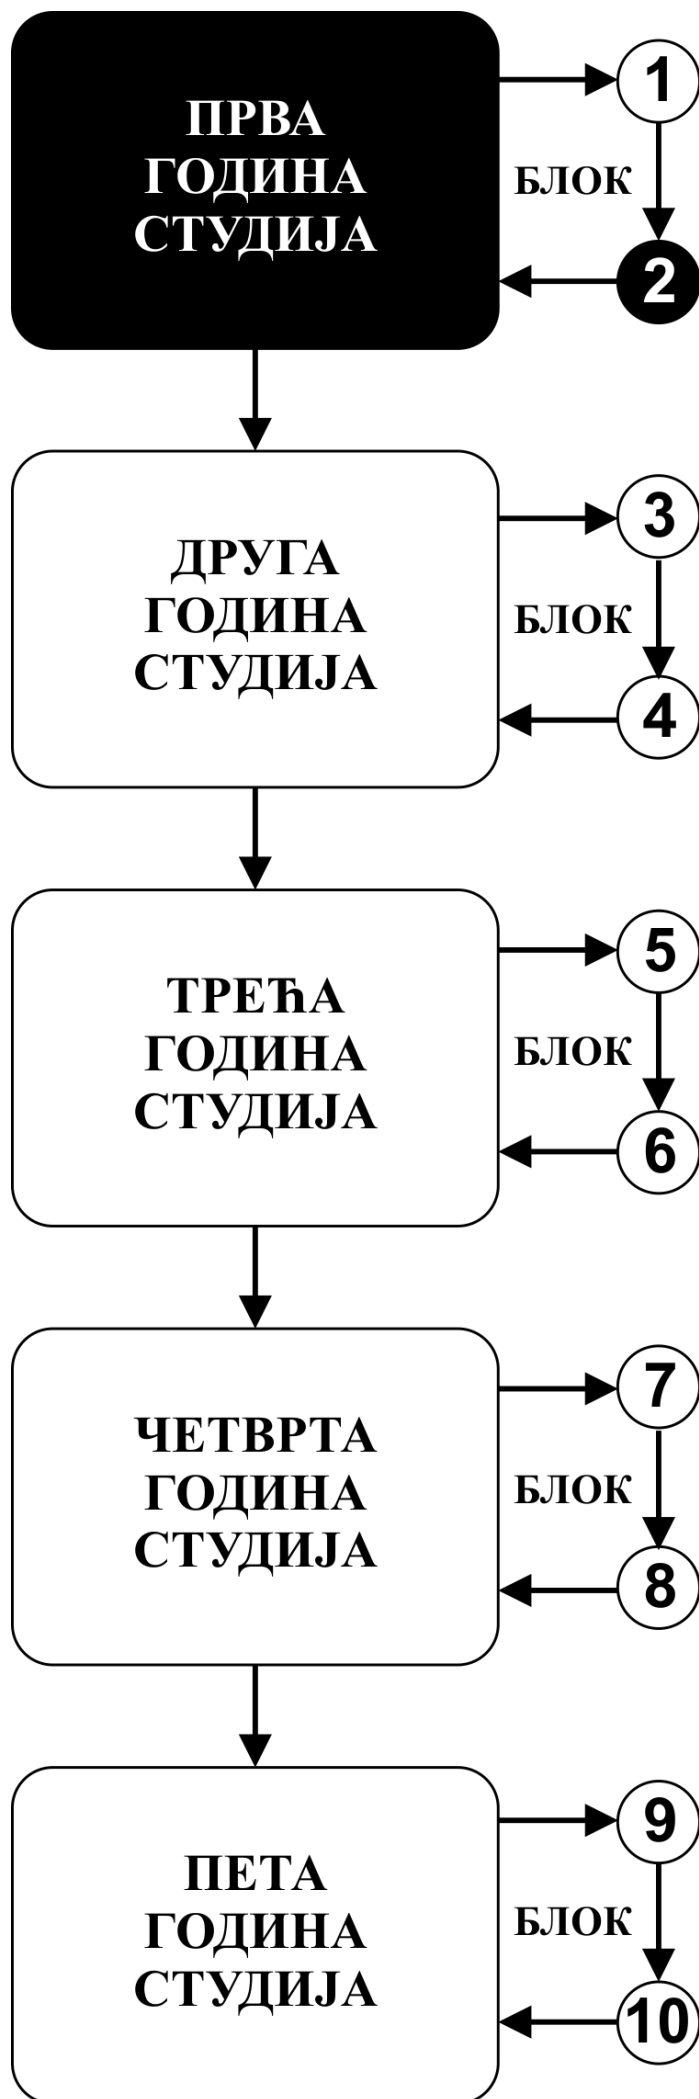 ПРВА
ГОДИНА
СТУДИЈА
1
БЛОК
2
ДРУГА
ГОДИНА
СТУДИЈА
3
БЛОК
4
ТРЕЋА
ГОДИНА
СТУДИЈА
5
БЛОК
6
ЧЕТВРТА
ГОДИНА
СТУДИЈА
7
БЛОК
8
ПЕТА
ГОДИНА
СТУДИЈА
9
БЛОК
10